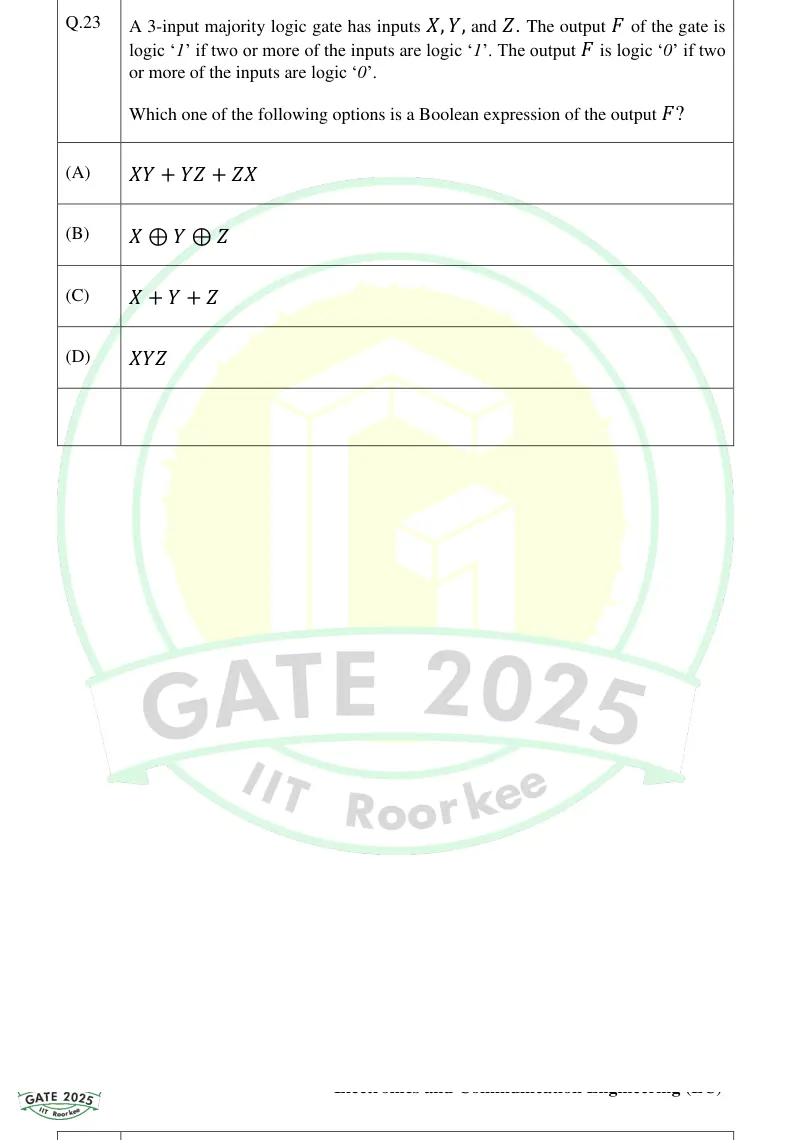 Q.23
A 3-input majority logic gate has inputs X, Y, and Z. The output F of the gate is
logic ‘1’ if two or more of the inputs are logic ‘1’. The output F is logic ‘0’ if two
or more of the inputs are logic ‘0’.
Which one of the following options is a Boolean expression of the output F?
(A) XY + YZ + ZX
(B) X ⊕ Y ⊕ Z
(C) X + Y + Z
(D) XYZ
GATE 2025
IIT Roorkee
GATE 2025
IIT Roorkee